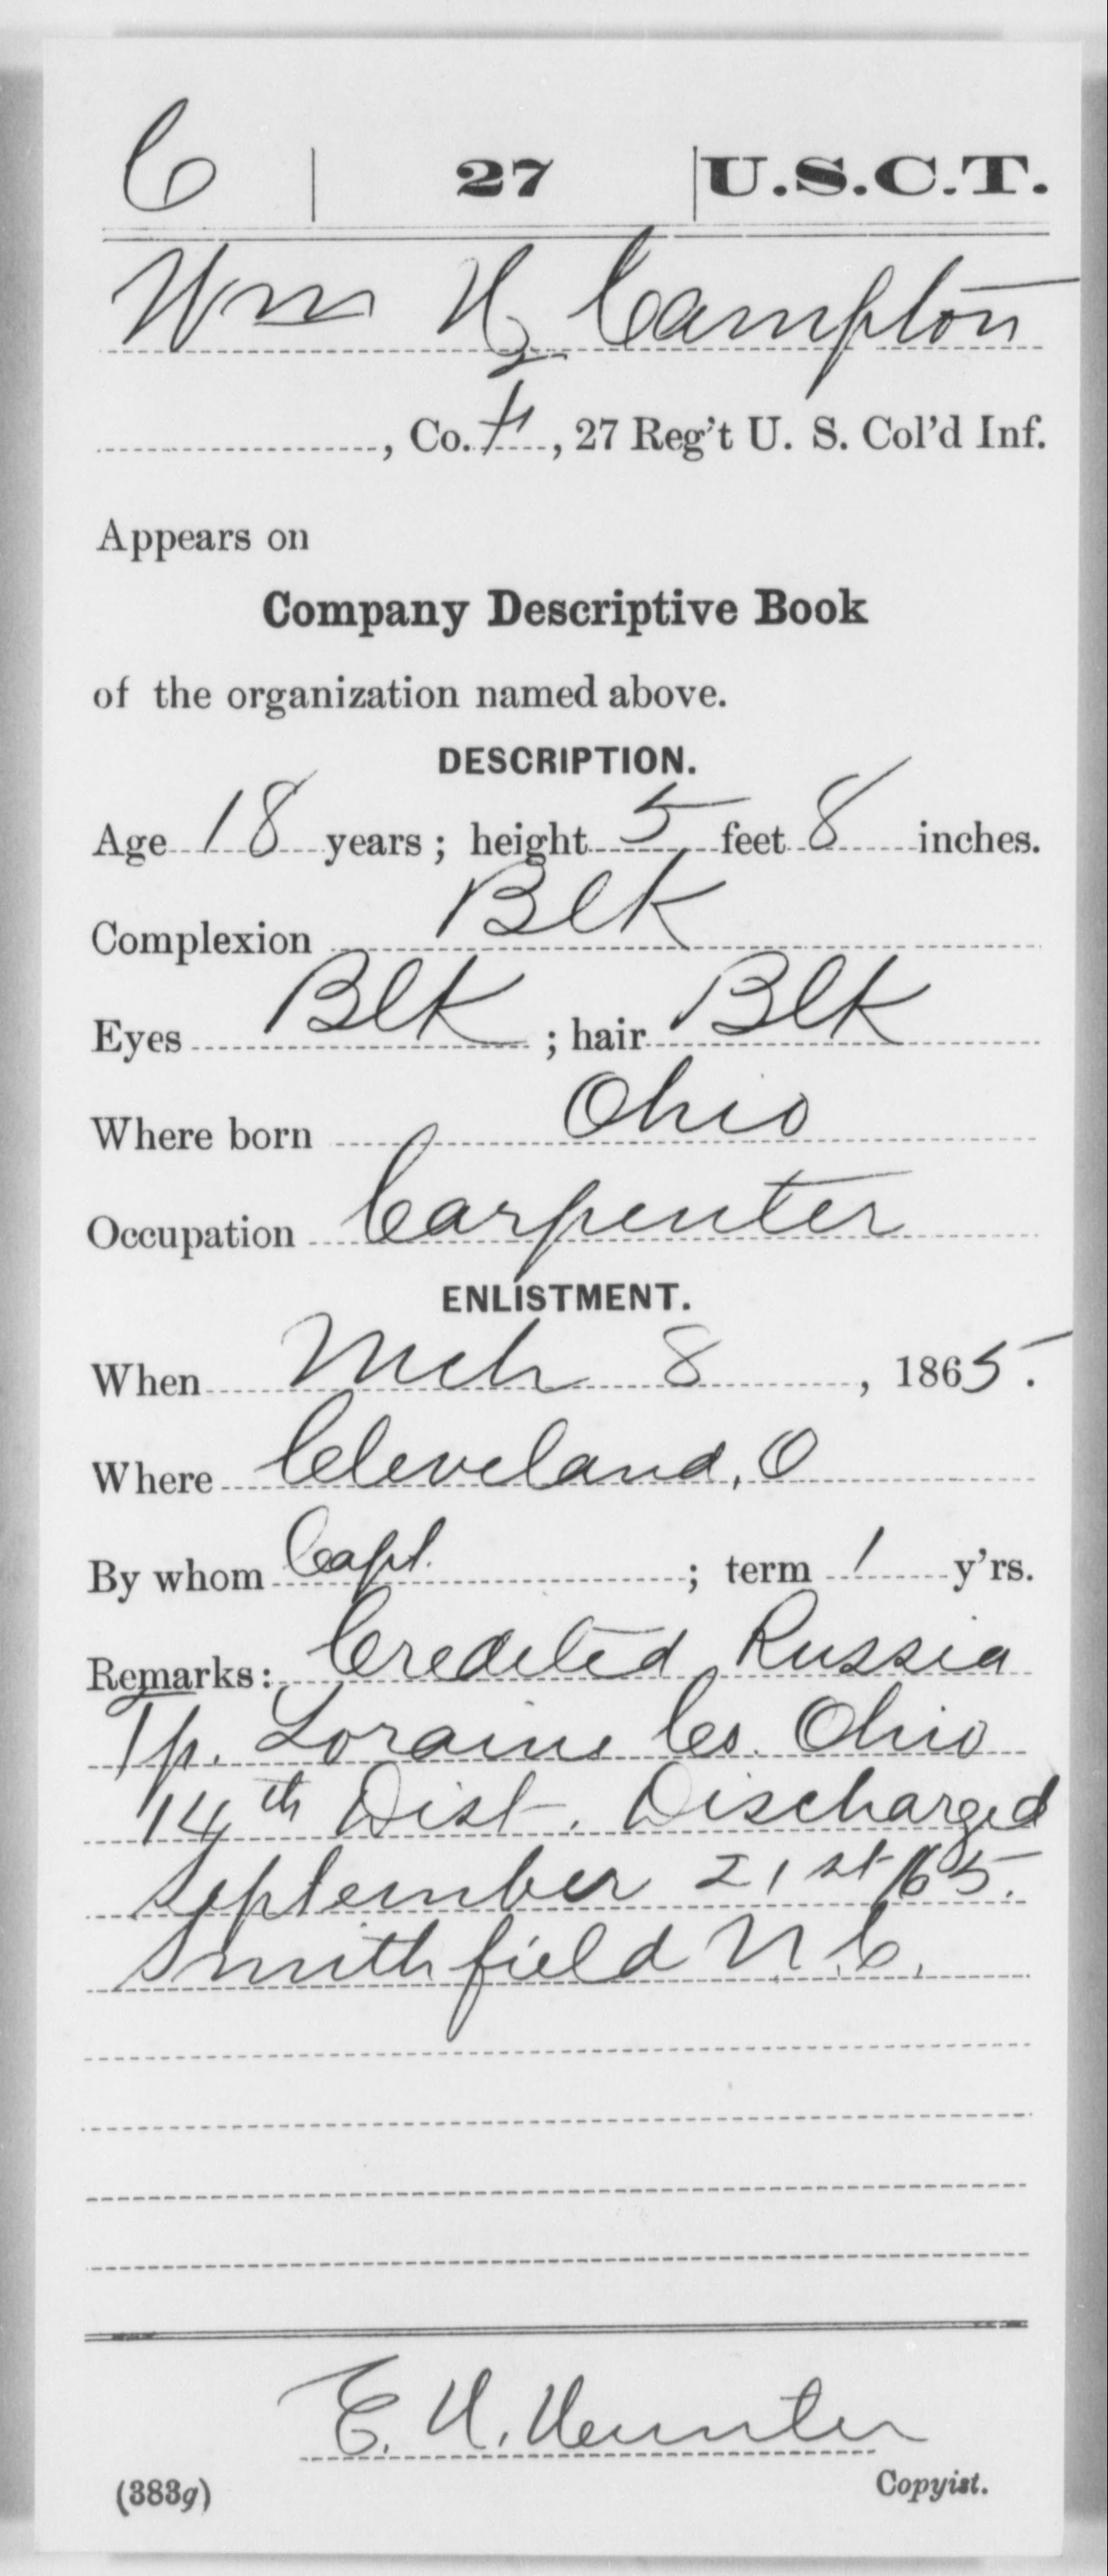 C | 27 | U.S.C.T.
Wm H Campton
, Co. H, 27 Reg't U. S. Col'd Inf.
Appears on
Company Descriptive Book
of the organization named above.
DESCRIPTION.
Age 18 years; height 5 feet 8 inches.
Complexion Blk
Eyes Blk; hair Blk
Where born Ohio
Occupation Carpenter
ENLISTMENT.
When Mch 8, 1865.
Where Cleveland, O
By whom Capt.; term 1 y'rs.
Remarks: Credited Russia
Tp. Loraine Co. Ohio
14th Dist. Discharged
September 21st/65.
Smithfield N.C.
E. H.
(383g)
Copyist.